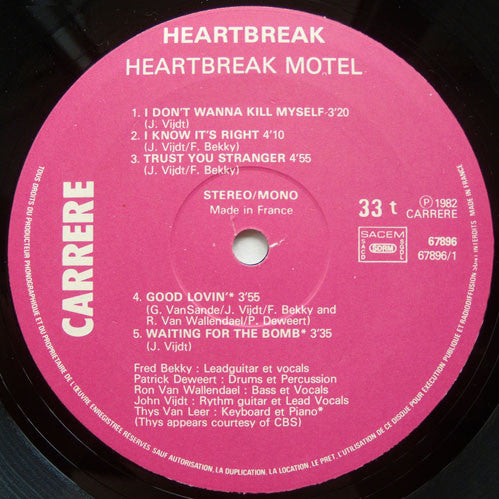 HEARTBREAK
HEARTBREAK MOTEL
1. I DON'T WANNA KILL MYSELF 3'20
(J. Vijdt)
2. I KNOW IT'S RIGHT 4'10
(J. Vijdt/F. Bekky)
3. TRUST YOU STRANGER 4'55
(J. Vijdt/F. Bekky)
STEREO/MONO
Made in France
33 t
Ⓟ 1982
CARRERE
SACEM
SACD
SDRM
SGDL
67896
67896/1
CARRERE
4. GOOD LOVIN'* 3'55
(G. VanSande/J. Vijdt/F. Bekky and
R. Van Wallendael/P. Deweert)
5. WAITING FOR THE BOMB* 3'35
(J. Vijdt)
Fred Bekky : Leadguitar et vocals
Patrick Deweert : Drums et Percussion
Ron Van Wallendael : Bass et Vocals
John Vijdt : Rythm guitar et Lead Vocals
Thys Van Leer : Keyboard et Piano*
(Thys appears courtesy of CBS)
TOUS DROITS DU PRODUCTEUR PHONOGRAPHIQUE ET DU PROPRIETAIRE DE L'ŒUVRE ENREGISTRÉE RESERVÉS. SAUF AUTORISATION, LA DUPLICATION, LA LOCATION, LE PRET, L'UTILISATION DE CE DISQUE POUR EXÉCUTION PUBLIQUE ET RADIODIFFUSION SONT INTERDITS. MADE IN FRANCE.